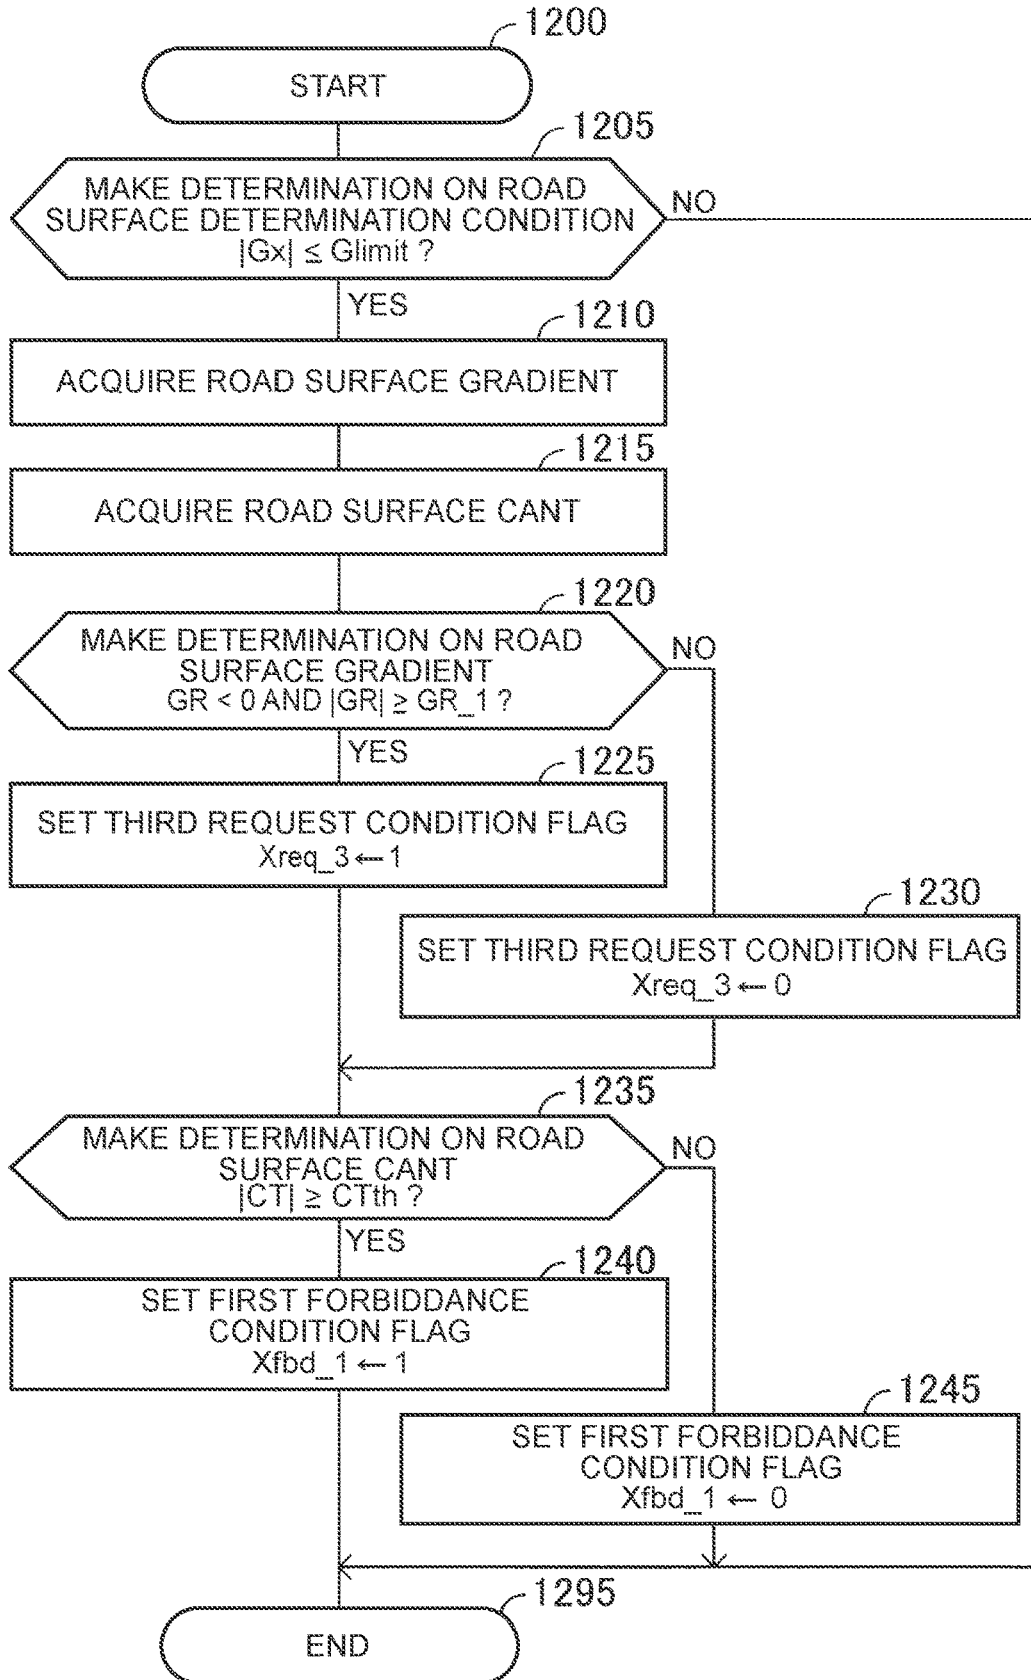 1200
START
1205
MAKE DETERMINATION ON ROAD
SURFACE DETERMINATION CONDITION
|Gx| ≤ Glimit ?
NO
YES
1210
ACQUIRE ROAD SURFACE GRADIENT
1215
ACQUIRE ROAD SURFACE CANT
1220
MAKE DETERMINATION ON ROAD
SURFACE GRADIENT
GR < 0 AND |GR| ≥ GR_1 ?
NO
YES
1225
SET THIRD REQUEST CONDITION FLAG
Xreq_3 ← 1
1230
SET THIRD REQUEST CONDITION FLAG
Xreq_3 ← 0
1235
MAKE DETERMINATION ON ROAD
SURFACE CANT
|CT| ≥ CTth ?
NO
YES
1240
SET FIRST FORBIDDANCE
CONDITION FLAG
Xfbd_1 ← 1
1245
SET FIRST FORBIDDANCE
CONDITION FLAG
Xfbd_1 ← 0
1295
END